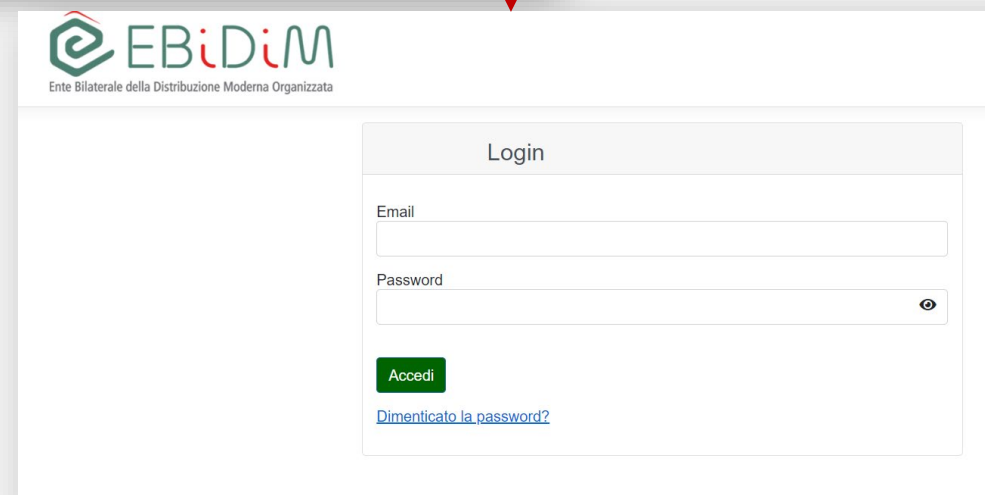 EBiDiM
Ente Bilaterale della Distribuzione Moderna Organizzata
Login
Email
Password
Accedi
Dimenticato la password?